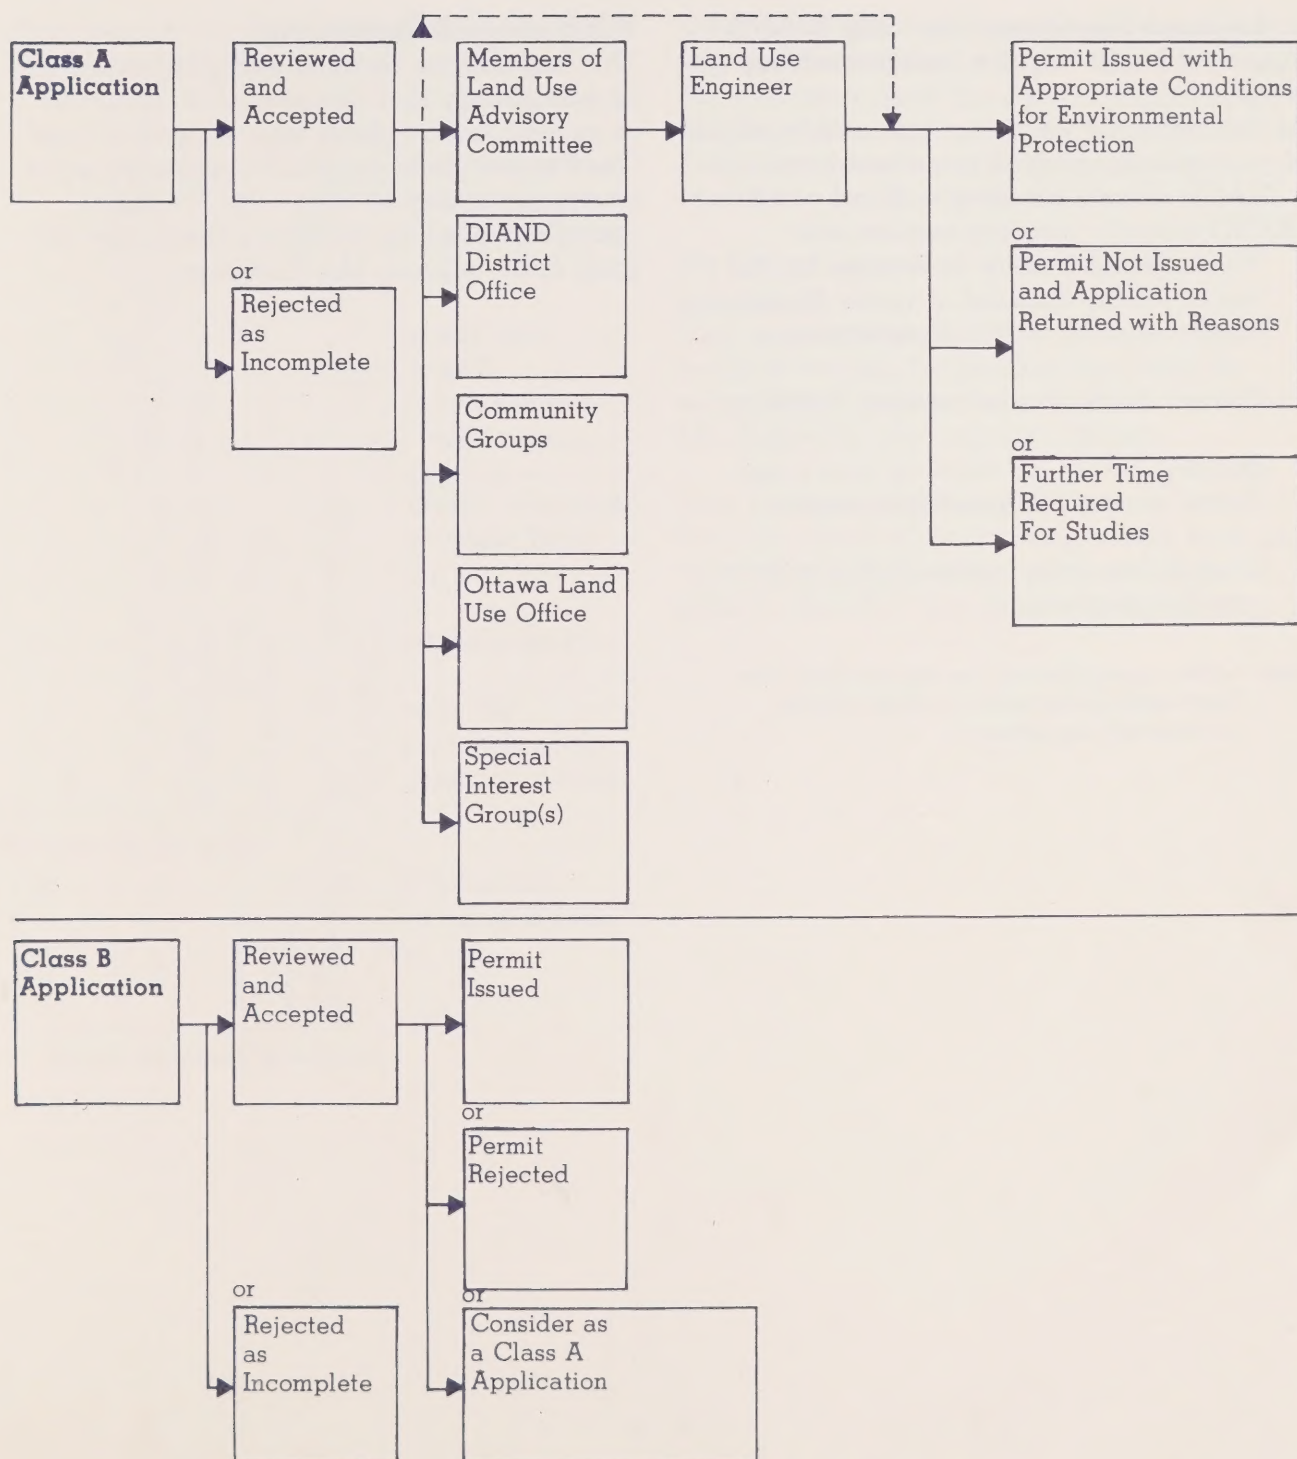 Class A
Application
Reviewed
and
Accepted
or
Rejected
as
Incomplete
Members of
Land Use
Advisory
Committee
DIAND
District
Office
Community
Groups
Ottawa Land
Use Office
Special
Interest
Group(s)
Land Use
Engineer
Permit Issued with
Appropriate Conditions
for Environmental
Protection
or
Permit Not Issued
and Application
Returned with Reasons
or
Further Time
Required
For Studies
Class B
Application
Reviewed
and
Accepted
or
Rejected
as
Incomplete
Permit
Issued
or
Permit
Rejected
or
Consider as
a Class A
Application